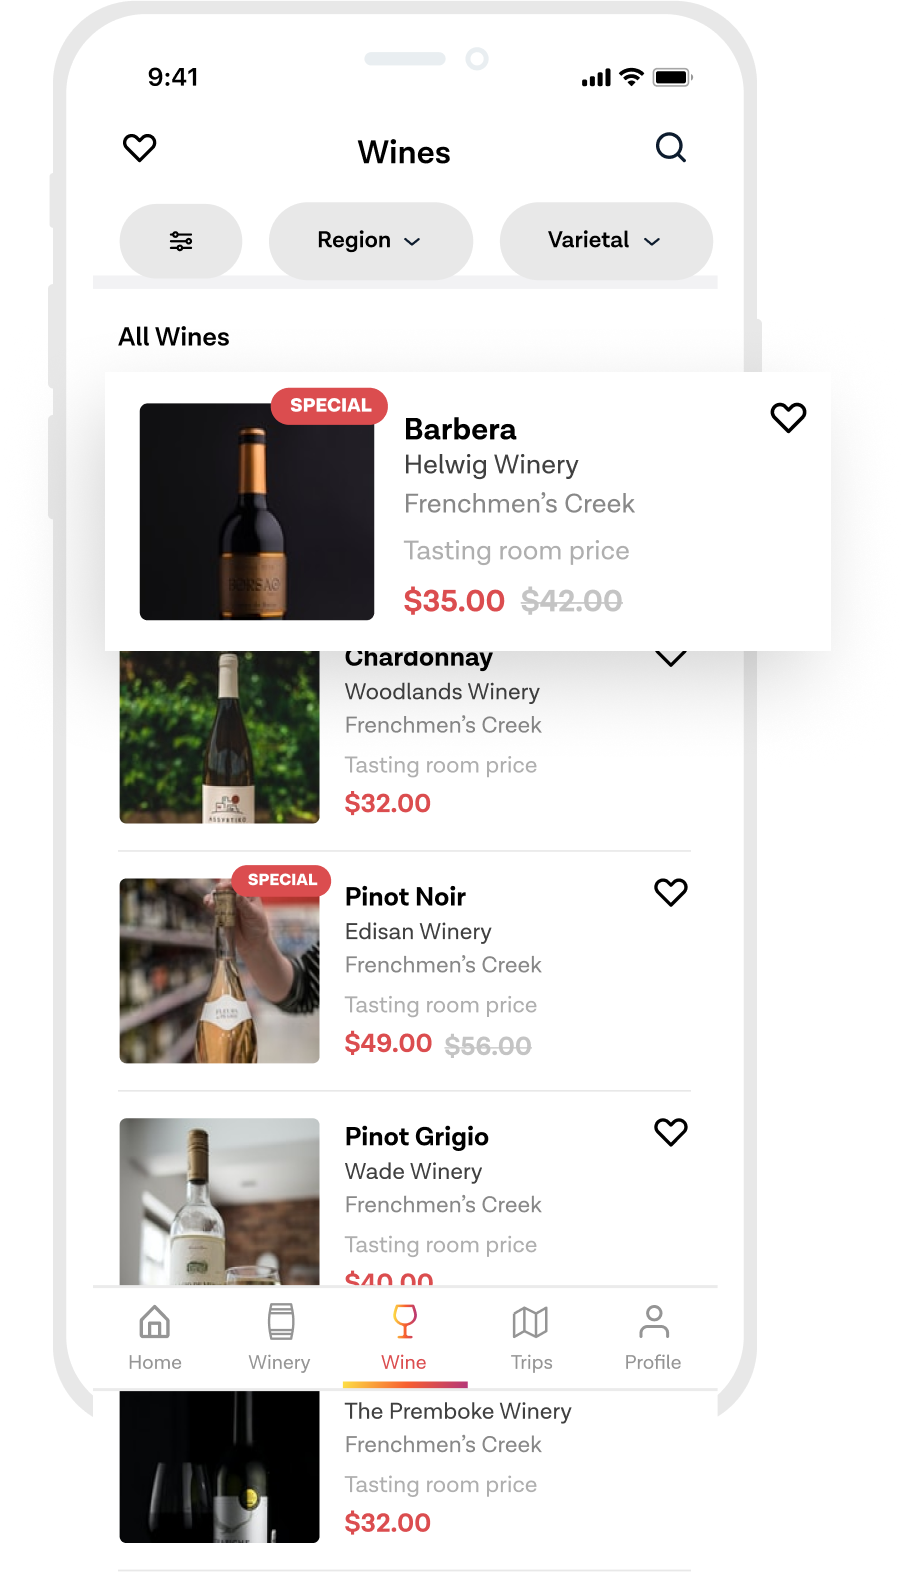 9:41
Wines
Region
Varietal
All Wines
SPECIAL
Barbera
Helwig Winery
Frenchmen’s Creek
Tasting room price
$35.00 $42.00
BORSAO
Chardonnay
Woodlands Winery
Frenchmen’s Creek
Tasting room price
$32.00
SPECIAL
Pinot Noir
Edisan Winery
Frenchmen’s Creek
Tasting room price
$49.00 $56.00
Pinot Grigio
Wade Winery
Frenchmen’s Creek
Tasting room price
$40.00
Home
Winery
Wine
Trips
Profile
The Premboke Winery
Frenchmen’s Creek
Tasting room price
$32.00